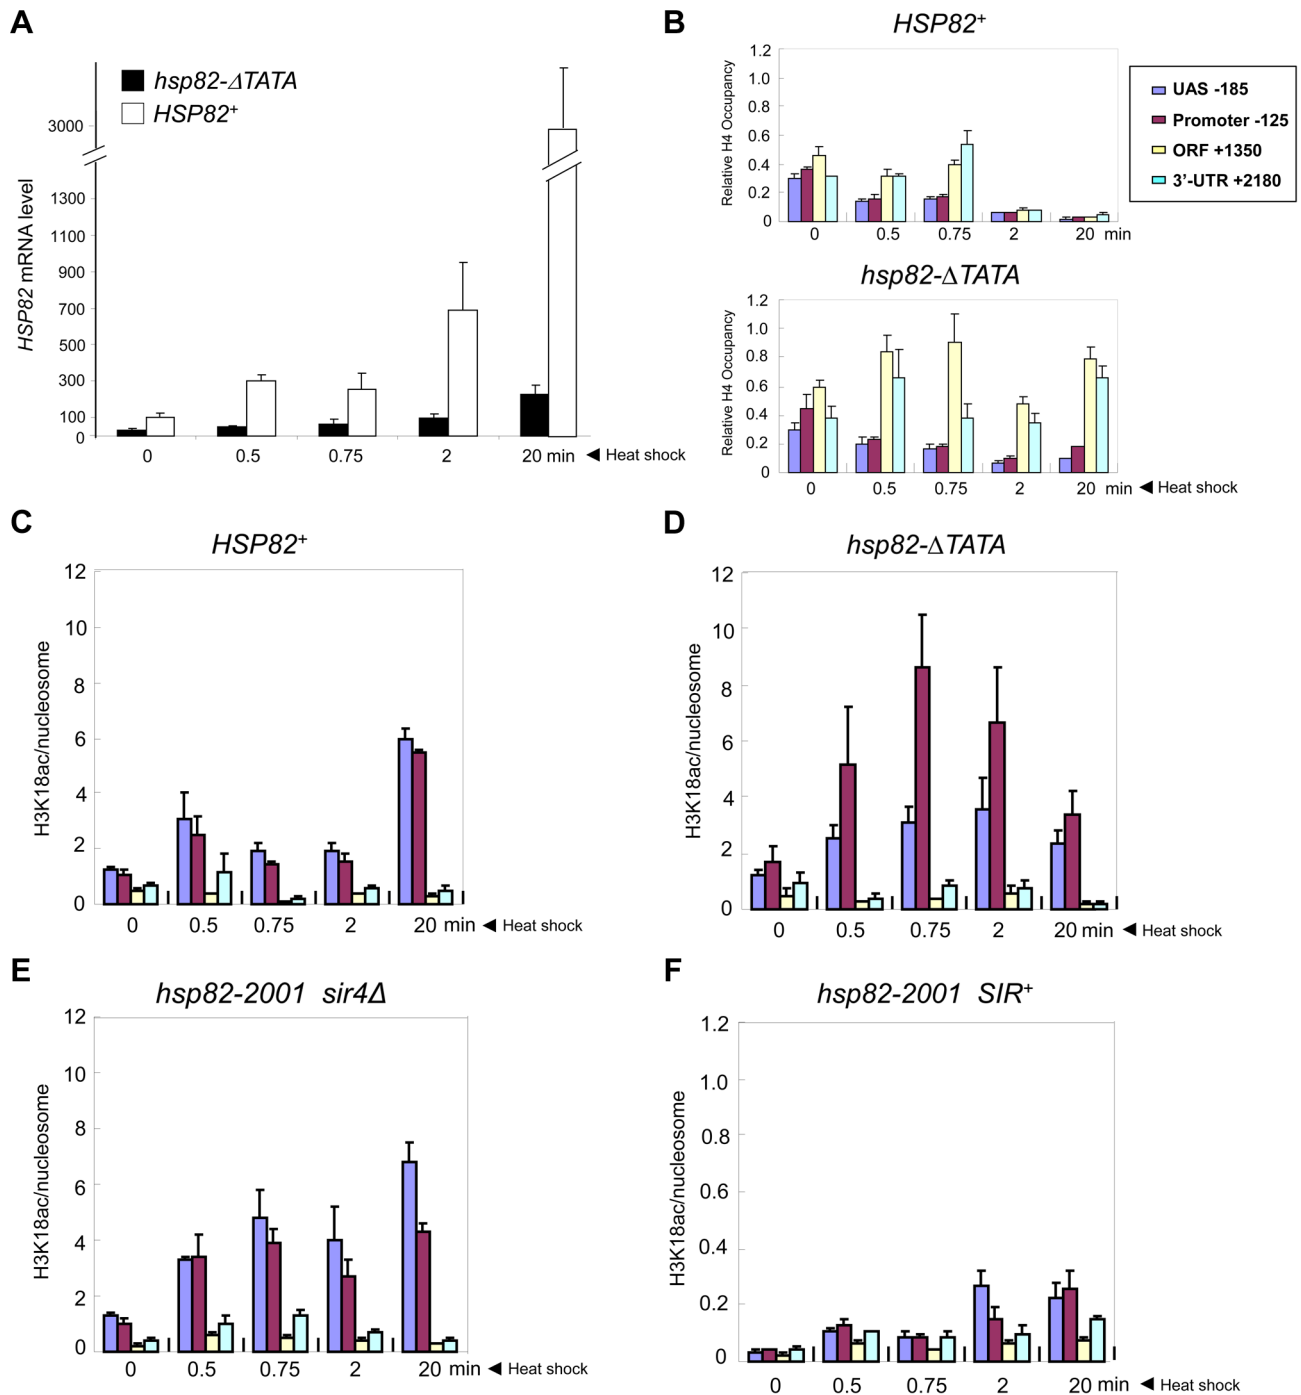 A
hsp82-ΔTATA
HSP82+
HSP82 mRNA level
3000
1300
1100
900
700
500
300
100
0
0 0.5 0.75 2 20 min ◄ Heat shock
B
HSP82+
Relative H4 Occupancy
1.2
1.0
0.8
0.6
0.4
0.2
0
0 0.5 0.75 2 20 min
UAS -185
Promoter -125
ORF +1350
3'-UTR +2180
hsp82-ΔTATA
Relative H4 Occupancy
1.2
1.0
0.8
0.6
0.4
0.2
0
0 0.5 0.75 2 20 min ◄ Heat shock
C
HSP82+
H3K18ac/nucleosome
12
10
8
6
4
2
0
0 0.5 0.75 2 20 min ◄ Heat shock
D
hsp82-ΔTATA
H3K18ac/nucleosome
12
10
8
6
4
2
0
0 0.5 0.75 2 20 min ◄ Heat shock
E
hsp82-2001 sir4Δ
H3K18ac/nucleosome
12
10
8
6
4
2
0
0 0.5 0.75 2 20 min ◄ Heat shock
F
hsp82-2001 SIR+
H3K18ac/nucleosome
1.2
1.0
0.8
0.6
0.4
0.2
0
0 0.5 0.75 2 20 min ◄ Heat shock